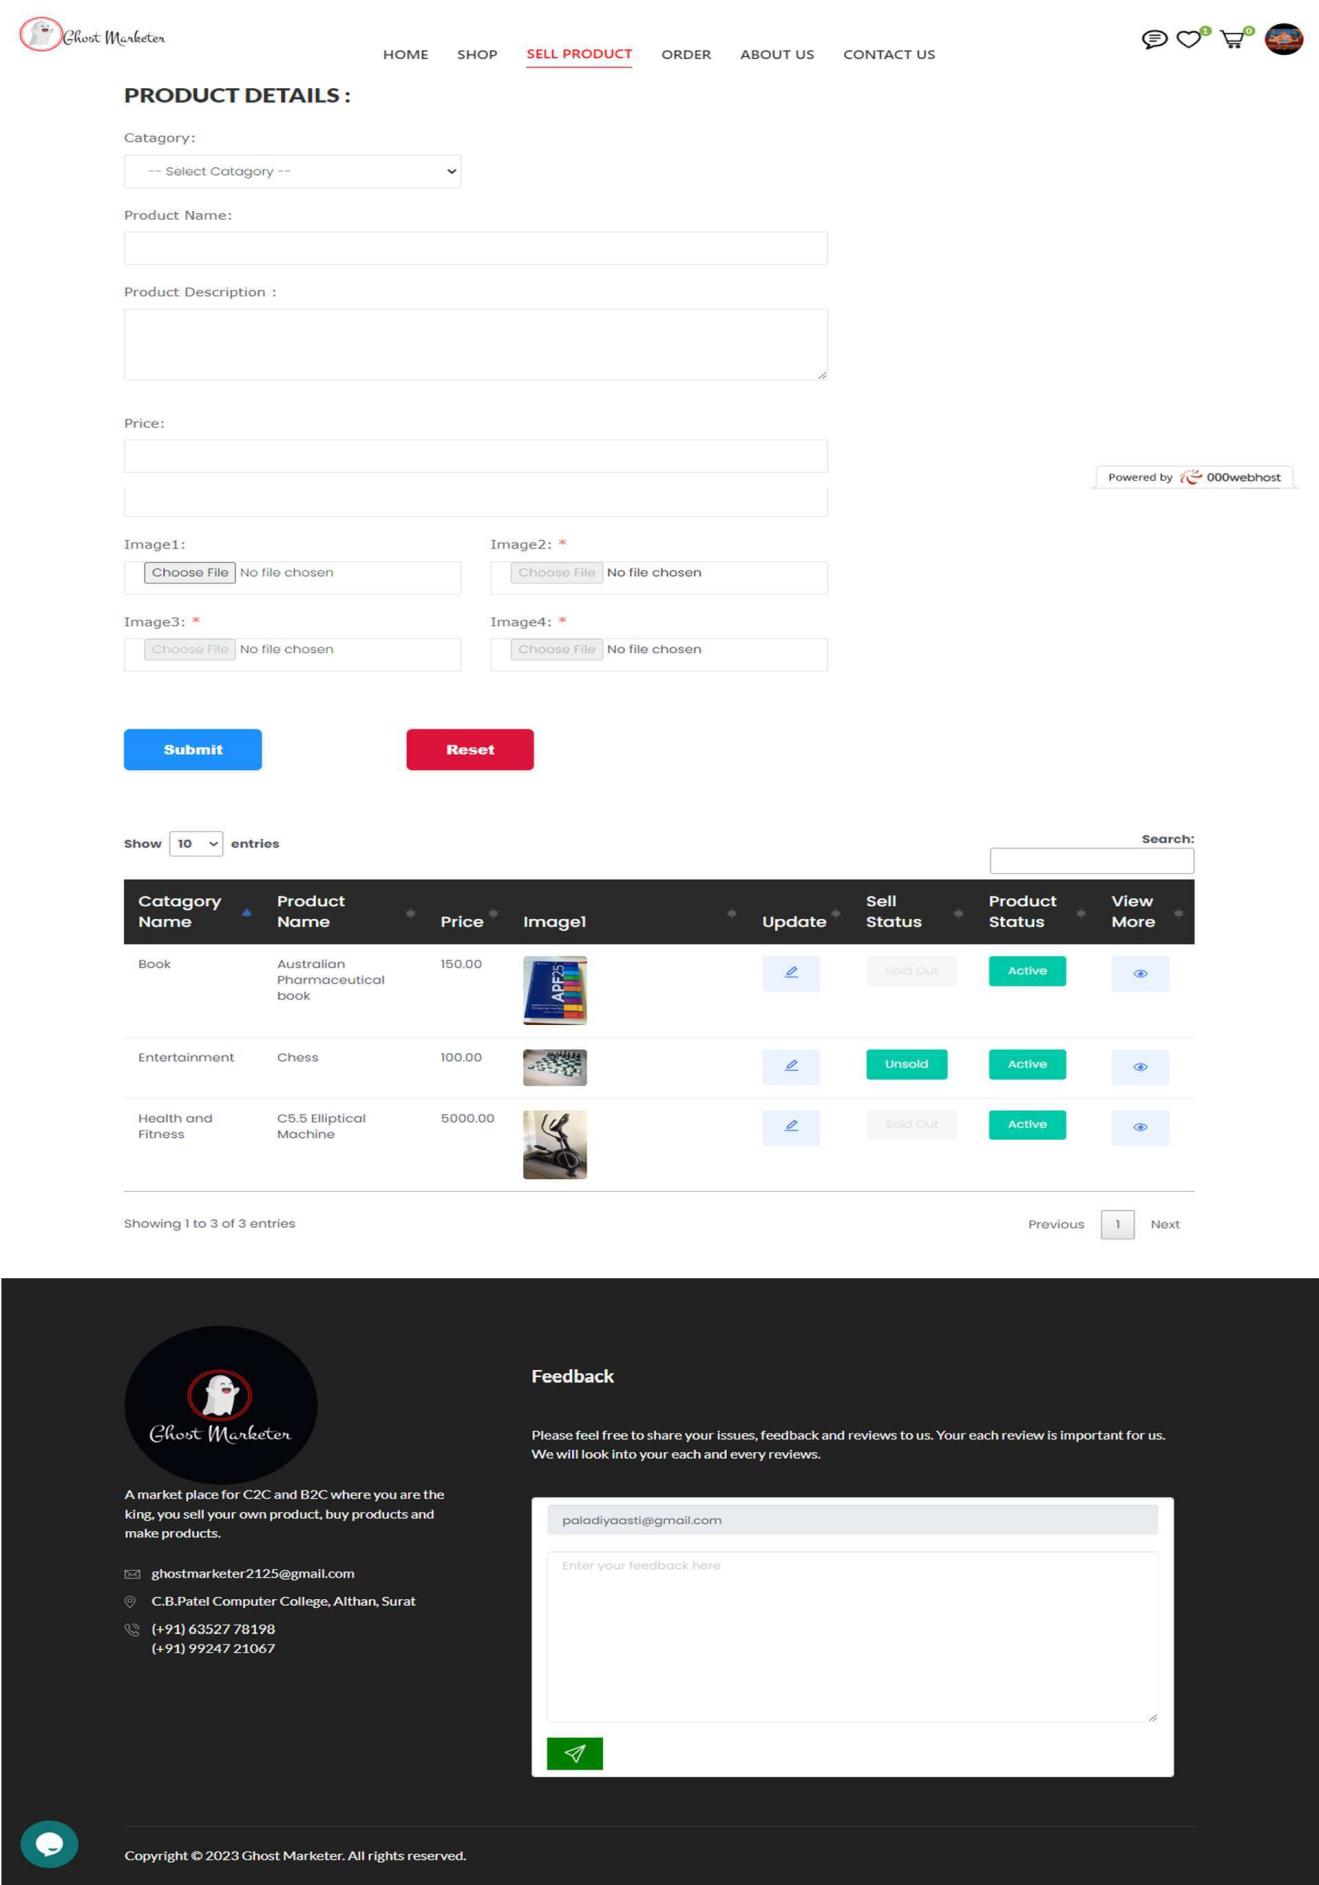 Ghost Marketer
1
0
HOME SHOP SELL PRODUCT ORDER ABOUT US CONTACT US
PRODUCT DETAILS :
Catagory:
-- Select Catagory --
Product Name:
Product Description :
Price:
Powered by 000webhost
Image1: Image2: *
Choose File No file chosen Choose File No file chosen
Image3: * Image4: *
Choose File No file chosen Choose File No file chosen
Submit Reset
Show 10 entries
Search:
Catagory Name Product Name Price Image1 Update Sell Status Product Status View More
Book Australian Pharmaceutical book 150.00 APF25 Sold Out Active
Entertainment Chess 100.00 Unsold Active
Health and Fitness C5.5 Elliptical Machine 5000.00 Sold Out Active
Showing 1 to 3 of 3 entries
Previous 1 Next
Ghost Marketer
A market place for C2C and B2C where you are the
king, you sell your own product, buy products and
make products.
ghostmarketer2125@gmail.com
C.B.Patel Computer College, Althan, Surat
(+91) 63527 78198
(+91) 99247 21067
Feedback
Please feel free to share your issues, feedback and reviews to us. Your each review is important for us.
We will look into your each and every reviews.
paladiyaasti@gmail.com
Enter your feedback here
Copyright © 2023 Ghost Marketer. All rights reserved.